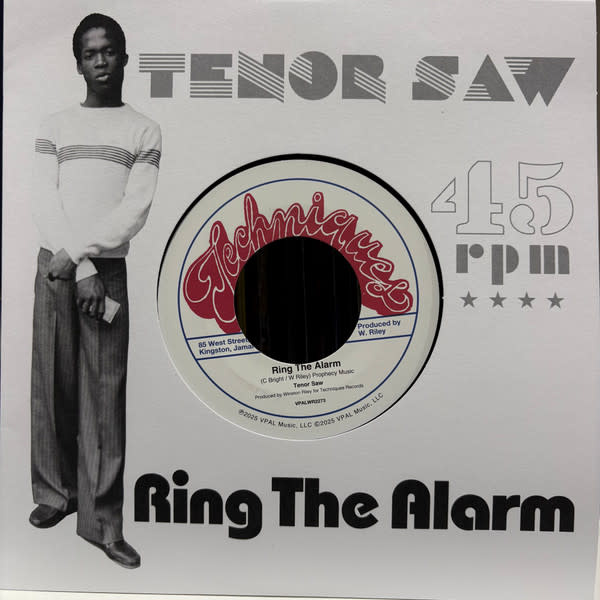 TENOR SAW
45
rpm
Techniques
85 West Street,
Kingston, Jama
Produced by
W. Riley
Ring The Alarm
(C Bright / W Riley) Prophecy Music
Tenor Saw
Produced by Winston Riley for Techniques Records
VPALWR2273
℗2025 VPAL Music, LLC ©2025 VPAL Music, LLC
Ring The Alarm